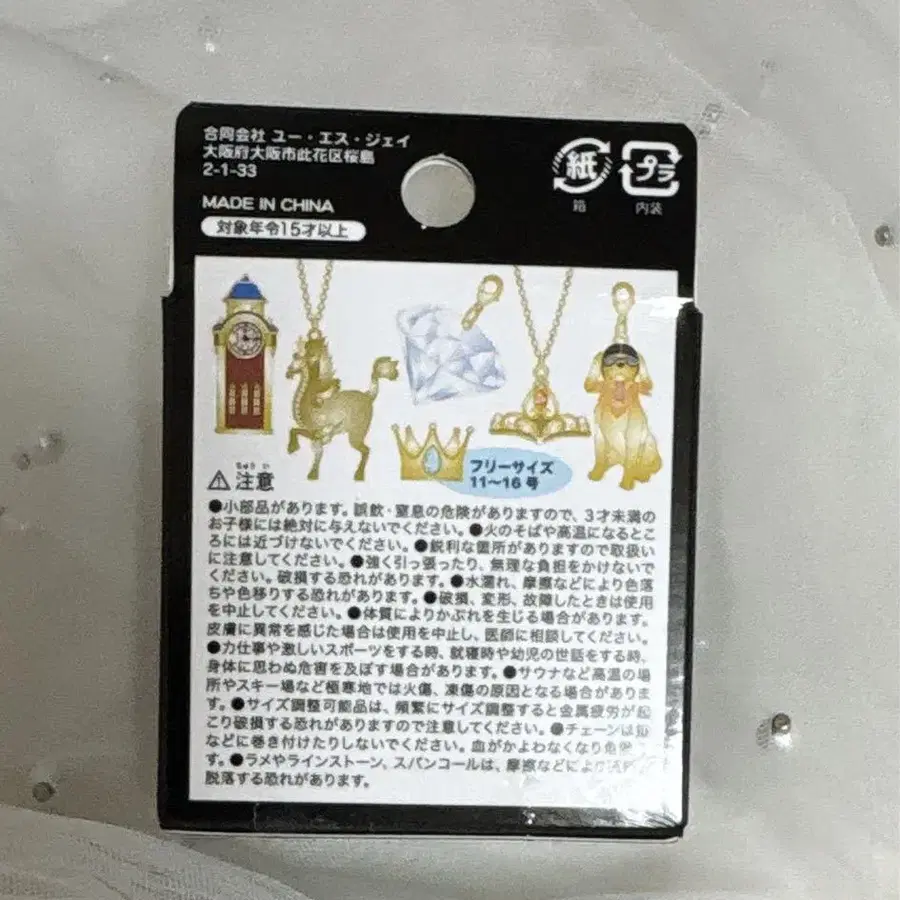 合同会社 ユー・エス・ジェイ
大阪府大阪市此花区桜島
2-1-33
MADE IN CHINA
対象年令15才以上
紙
箱
プラ
内装
フリーサイズ
11〜16号
ちゅうい
注意
●小部品があります。誤飲・窒息の危険がありますので、3才未満の
お子様には絶対に与えないでください。●火のそばや高温になるとこ
ろには近づけないでください。●鋭利な箇所がありますので取扱い
に注意してください。●強く引っ張ったり、無理な負担をかけないで
ください。破損する恐れがあります。●水濡れ、摩擦などにより色落
ちや色移りする恐れがあります。●破損、変形、故障したときは使用
を中止してください。●体質によりかぶれを生じる場合があります。
皮膚に異常を感じた場合は使用を中止し、医師に相談してください。
●力仕事や激しいスポーツをする時、就寝時や幼児の世話をする時、
身体に思わぬ危害を及ぼす場合があります。●サウナなど高温の場
所やスキー場など極寒地では火傷、凍傷の原因となる場合がありま
す。●サイズ調整可能品は、頻繁にサイズ調整すると金属疲労が起
こり破損する恐れがありますので注意してください。●チェーンは指
などに巻き付けたりしないでください。血がかよわなくなり危
す。●ラメやラインストーン、スパンコールは、摩擦などにより
脱落する恐れがあります。